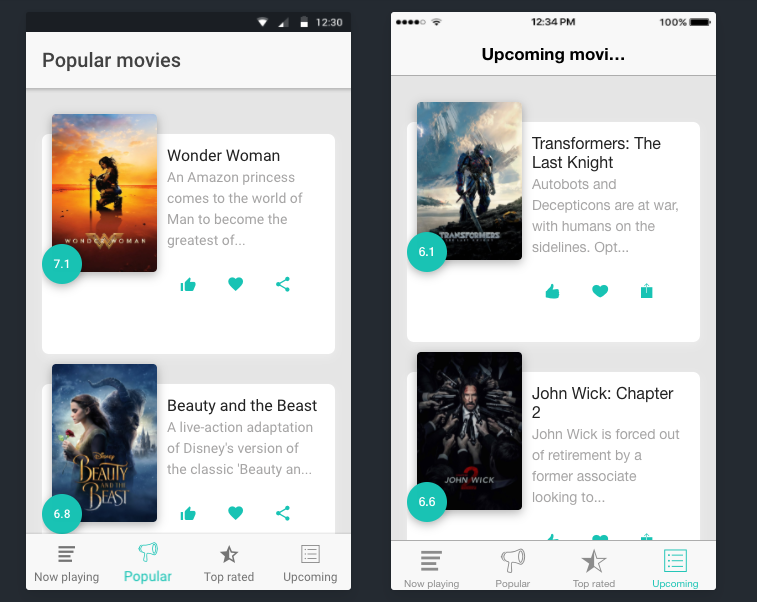 12:30
Popular movies
WONDER WOMAN
7.1
Wonder Woman
An Amazon princess
comes to the world of
Man to become the
greatest of...
Disney
BEAUTY
AND THE
BEAST
6.8
Beauty and the Beast
A live-action adaptation
of Disney's version of
the classic 'Beauty an...
Now playing
Popular
Top rated
Upcoming
12:34 PM
100%
Upcoming movi...
TRANSFORMERS
6.1
Transformers: The
Last Knight
Autobots and
Decepticons are at war,
with humans on the
sidelines. Opt...
2
JOHN WICK
6.6
John Wick: Chapter
2
John Wick is forced out
of retirement by a
former associate
looking to...
Now playing
Popular
Top rated
Upcoming